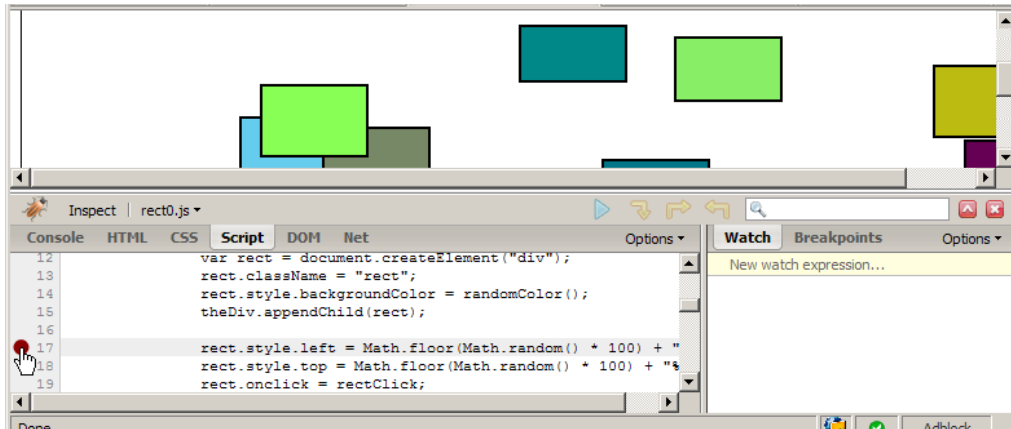 Inspect | rect0.js
Console HTML CSS Script DOM Net Options
Watch Breakpoints Options
New watch expression...
12 var rect = document.createElement("div");
13 rect.className = "rect";
14 rect.style.backgroundColor = randomColor();
15 theDiv.appendChild(rect);
16
17 rect.style.left = Math.floor(Math.random() * 100) + "
18 rect.style.top = Math.floor(Math.random() * 100) + "%
19 rect.onclick = rectClick;
Done Adblock